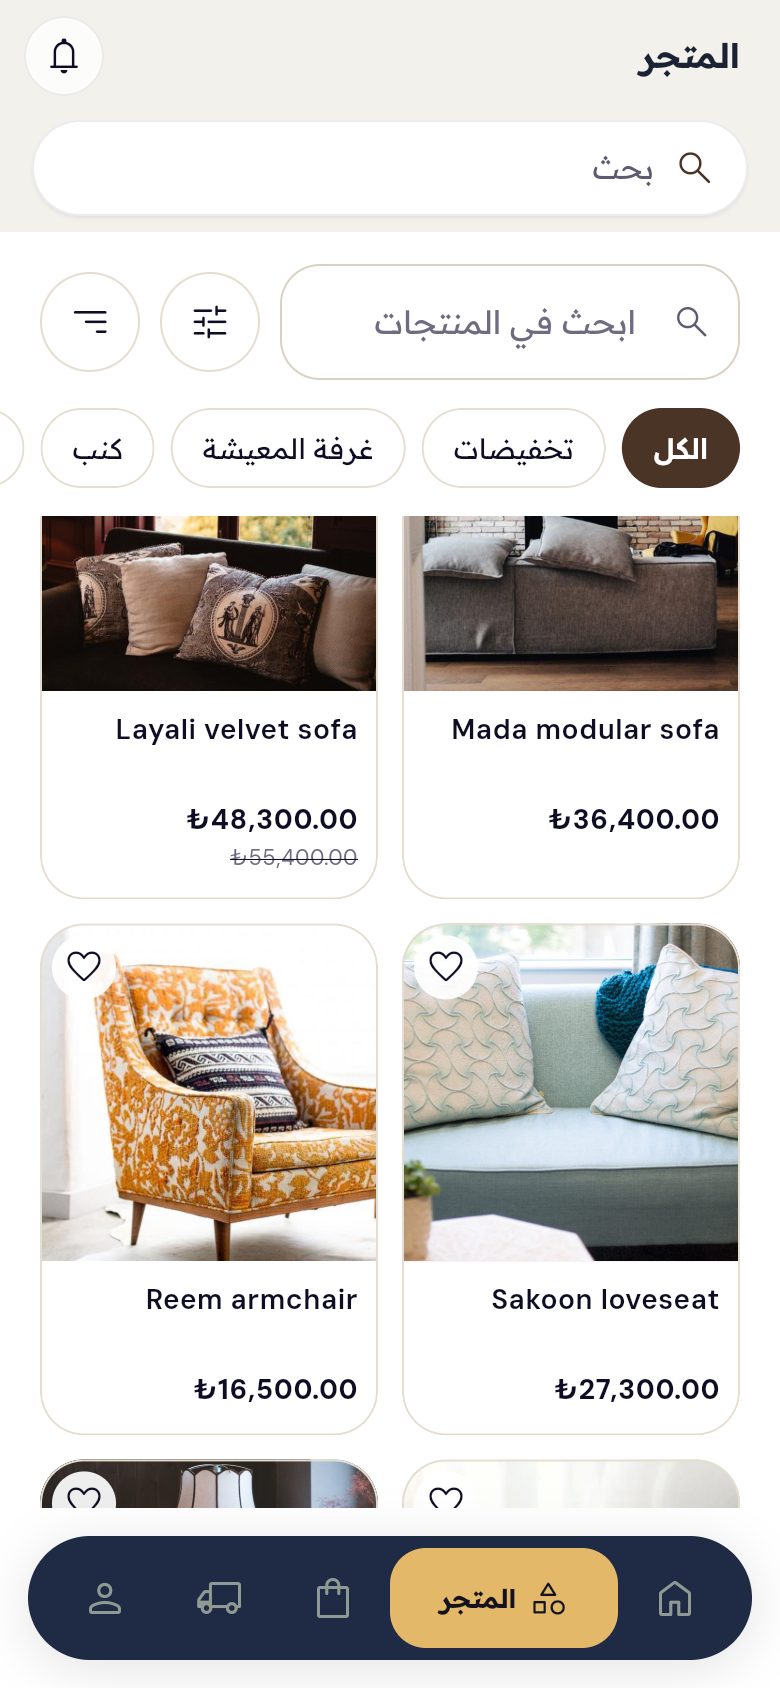 المتجر
بحث
ابحث في المنتجات
الكل
تخفيضات
غرفة المعيشة
كنب
Mada modular sofa
₺36,400.00
Layali velvet sofa
₺48,300.00
₺55,400.00
Sakoon loveseat
₺27,300.00
Reem armchair
₺16,500.00
المتجر